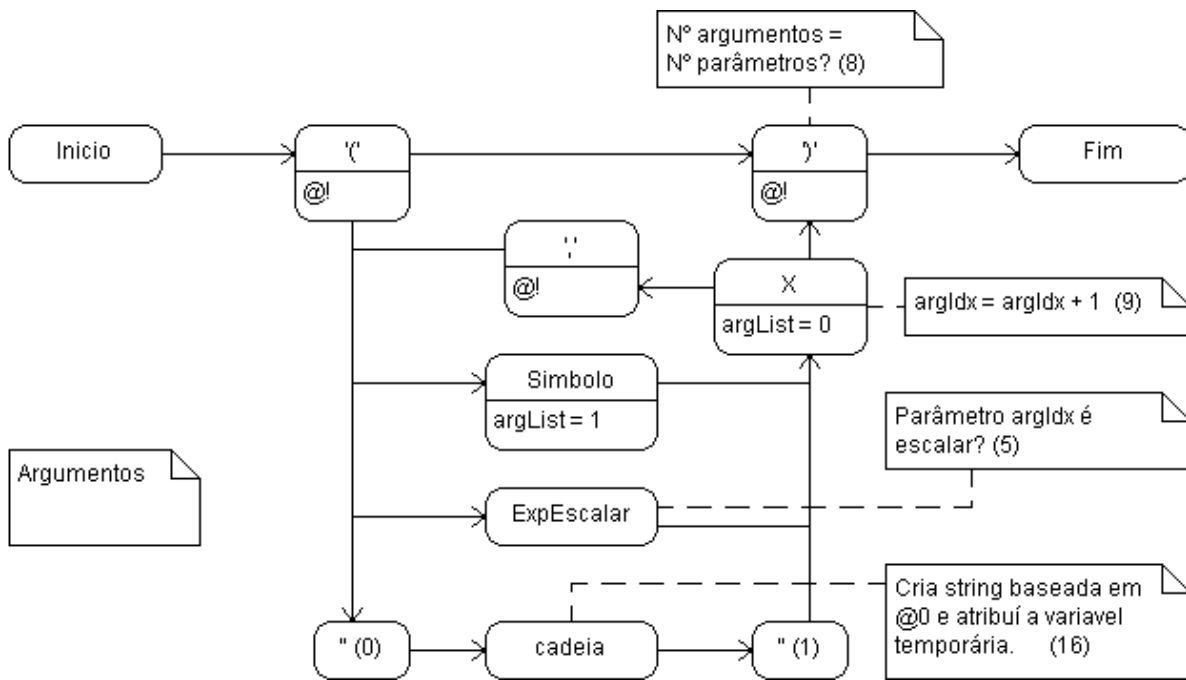 Nº argumentos =
Nº parâmetros? (8)
Inicio
'('
@!
')'
@!
Fim
','
@!
X
argList = 0
argIdx = argIdx + 1 (9)
Simbolo
argList = 1
Parâmetro argIdx é
escalar? (5)
Argumentos
ExpEscalar
Cria string baseada em
@0 e atribuí a variavel
temporária. (16)
" (0)
cadeia
" (1)